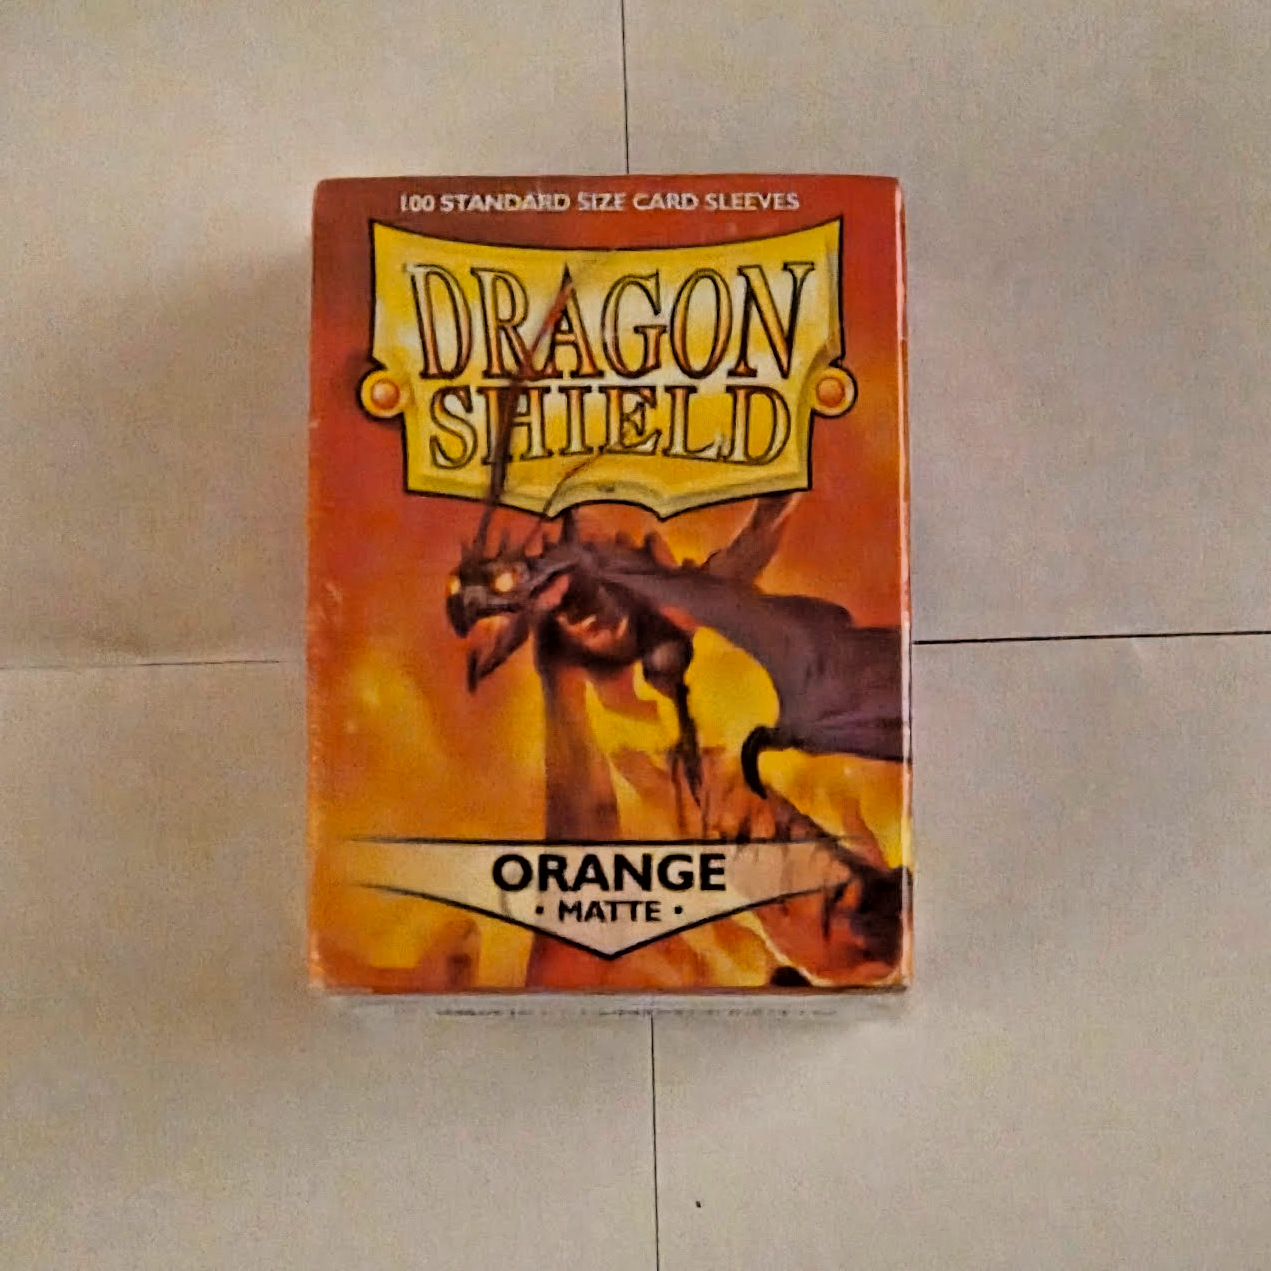 100 STANDARD SIZE CARD SLEEVES
DRAGON
SHIELD
ORANGE
• MATTE •